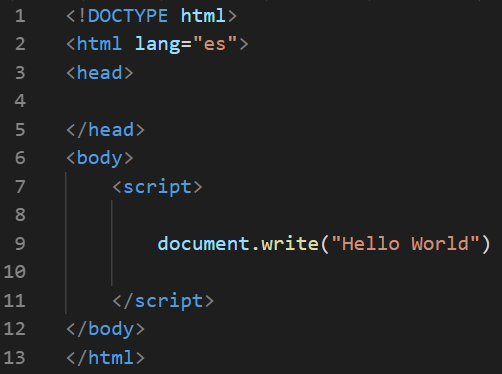 1 <!DOCTYPE html>
2 <html lang="es">
3 <head>
4
5 </head>
6 <body>
7 <script>
8
9 document.write("Hello World")
10
11 </script>
12 </body>
13 </html>